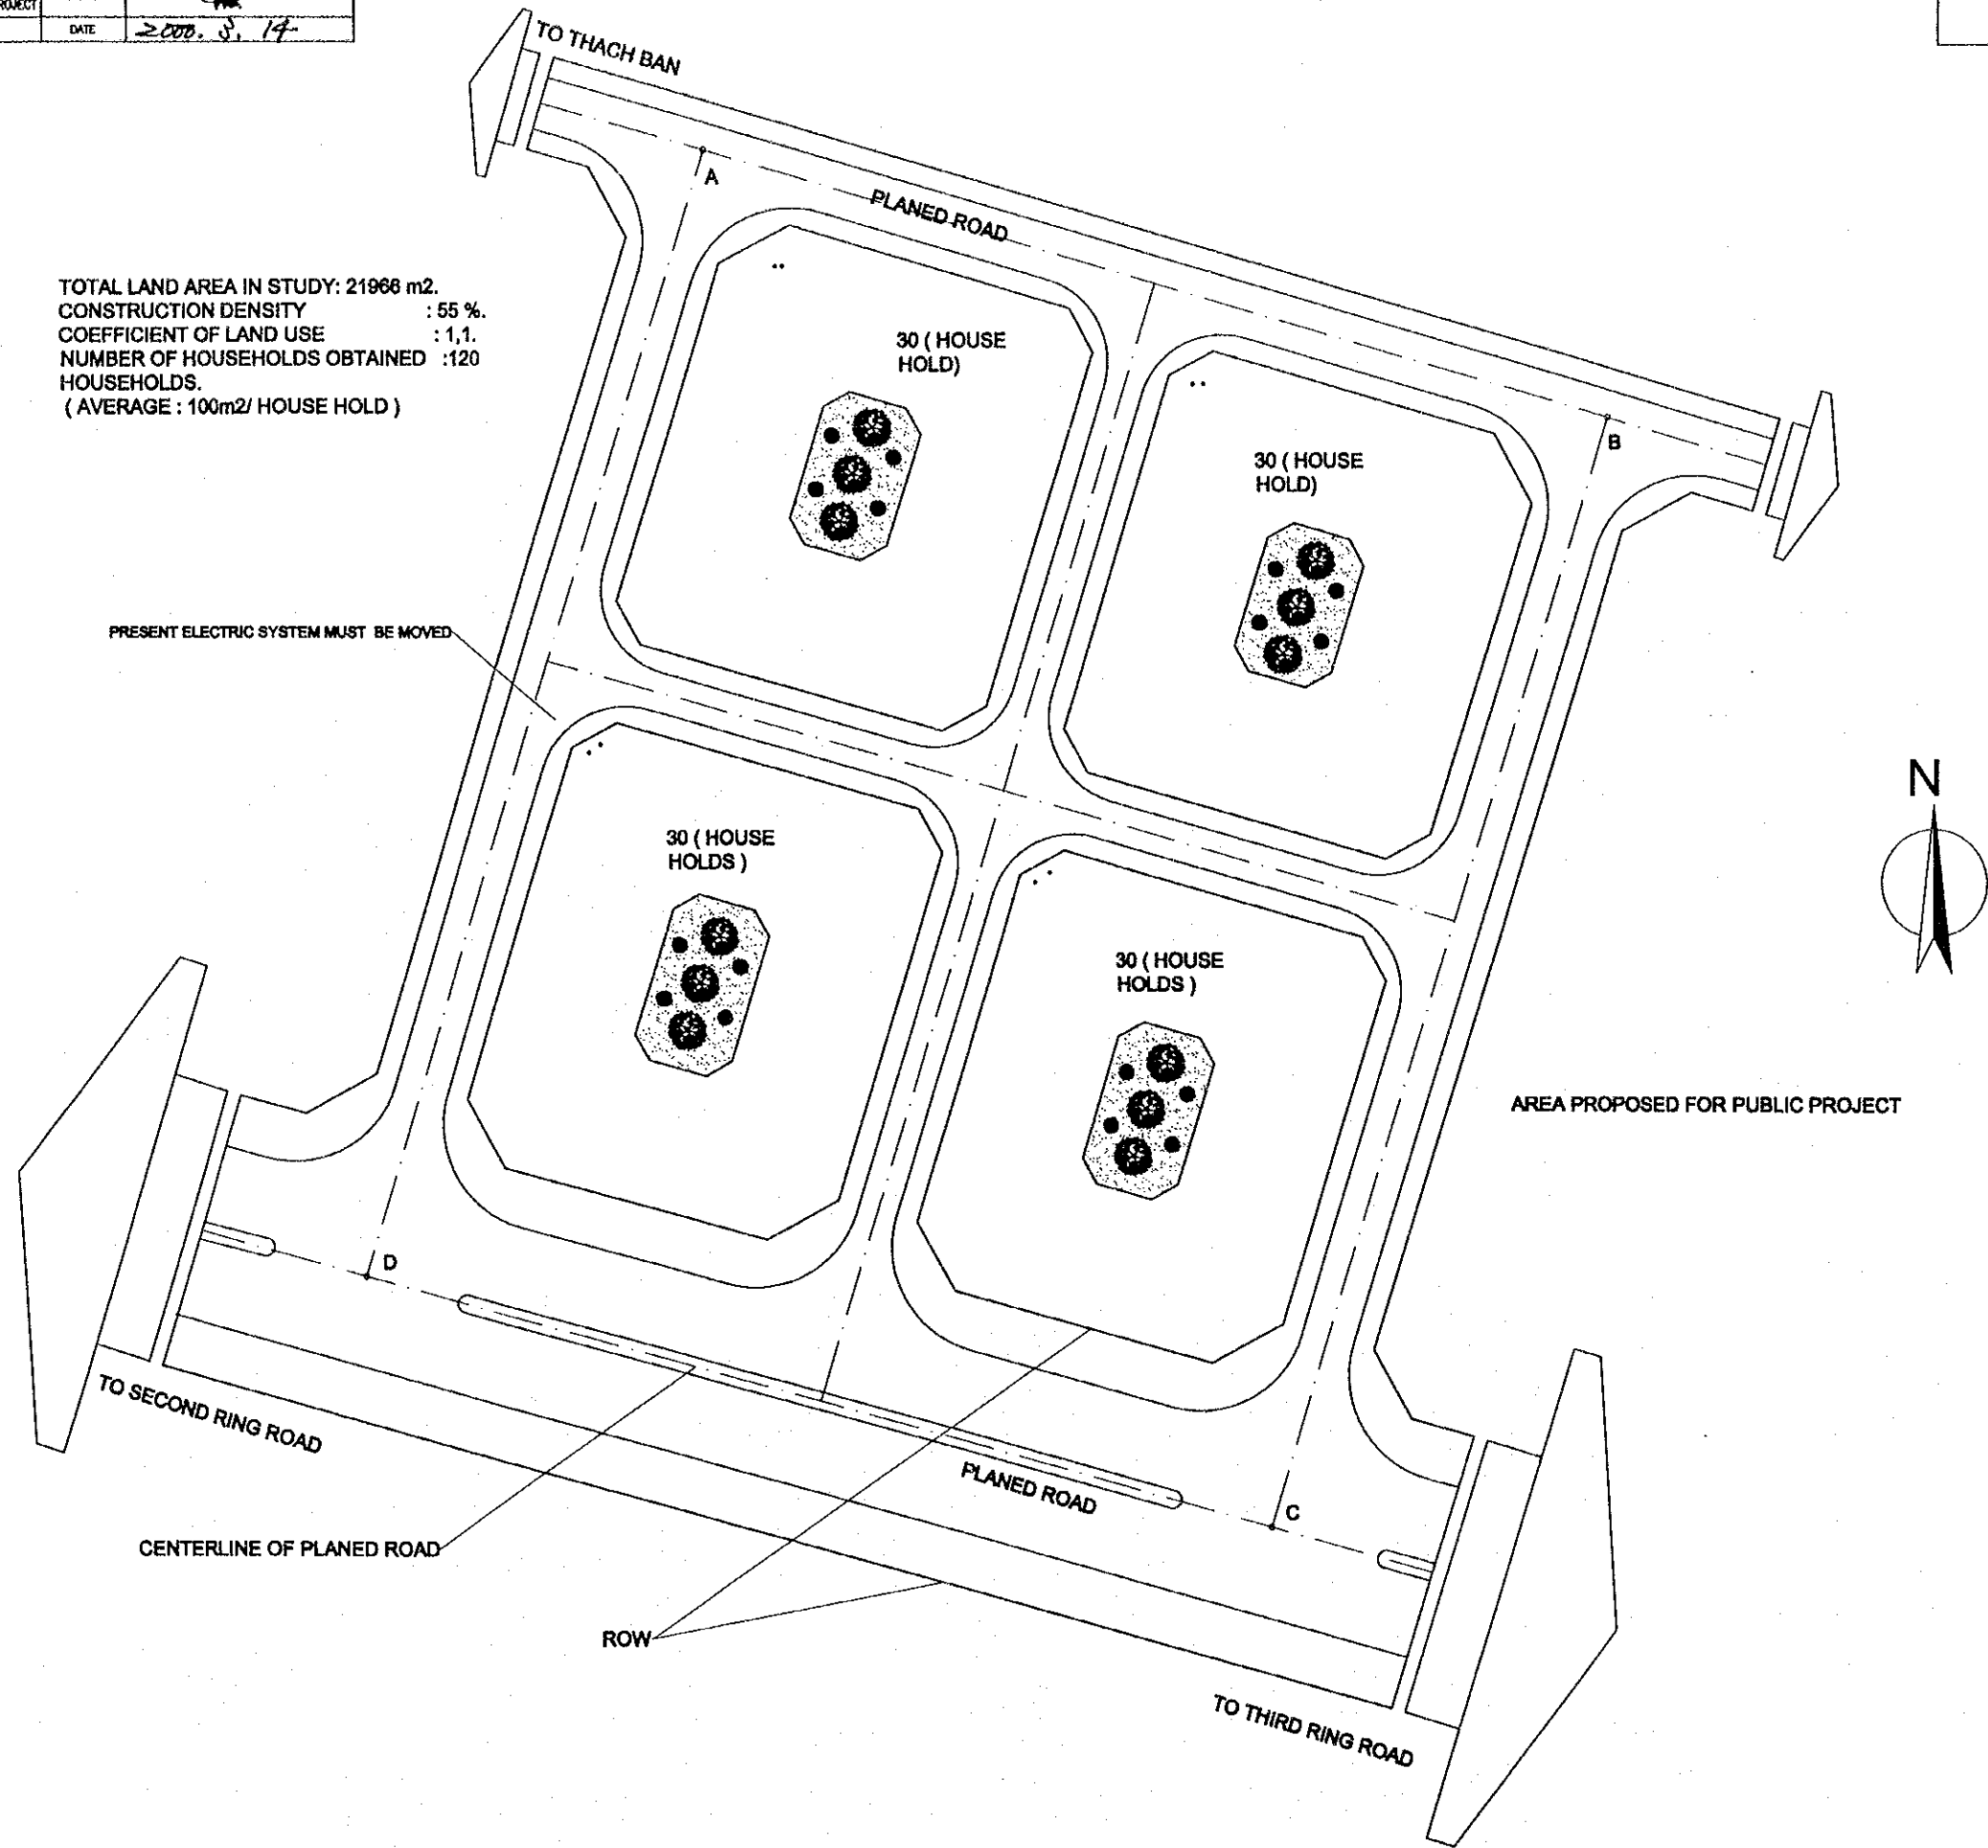 ROJECT
DATE 2000. 3. 14
TO THACH BAN
A
PLANED ROAD
TOTAL LAND AREA IN STUDY: 21966 m2.
CONSTRUCTION DENSITY : 55 %.
COEFFICIENT OF LAND USE : 1,1.
NUMBER OF HOUSEHOLDS OBTAINED :120
HOUSEHOLDS.
( AVERAGE : 100m2/ HOUSE HOLD )
30 ( HOUSE
HOLD)
B
30 ( HOUSE
HOLD)
PRESENT ELECTRIC SYSTEM MUST BE MOVED
N
30 ( HOUSE
HOLDS )
30 ( HOUSE
HOLDS )
AREA PROPOSED FOR PUBLIC PROJECT
D
TO SECOND RING ROAD
PLANED ROAD
C
CENTERLINE OF PLANED ROAD
ROW
TO THIRD RING ROAD